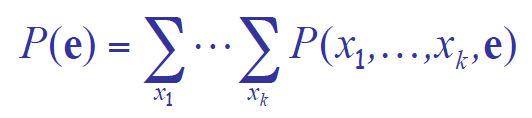 P(e) = ∑ ⋯ ∑ P(x₁,…,xₖ,e)
x₁ xₖ